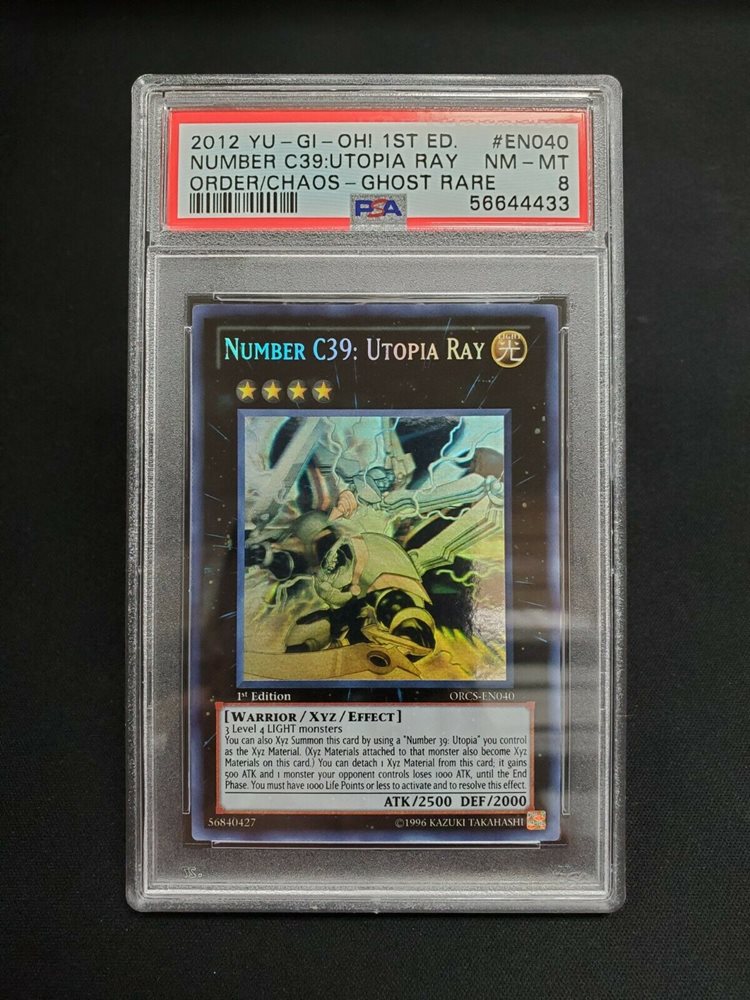 2012 YU-GI-OH! 1ST ED. #EN040
NUMBER C39:UTOPIA RAY NM-MT
ORDER/CHAOS-GHOST RARE 8
PSA 56644433
NUMBER C39: UTOPIA RAY
LIGHT
光
1st Edition ORCS-EN040
[WARRIOR/XYZ/EFFECT]
3 Level 4 LIGHT monsters
You can also Xyz Summon this card by using a "Number 39: Utopia" you control
as the Xyz Material. (Xyz Materials attached to that monster also become Xyz
Materials on this card.) You can detach 1 Xyz Material from this card; it gains
500 ATK and 1 monster your opponent controls loses 1000 ATK, until the End
Phase. You must have 1000 Life Points or less to activate and to resolve this effect.
ATK/2500 DEF/2000
56840427 ©1996 KAZUKI TAKAHASHI